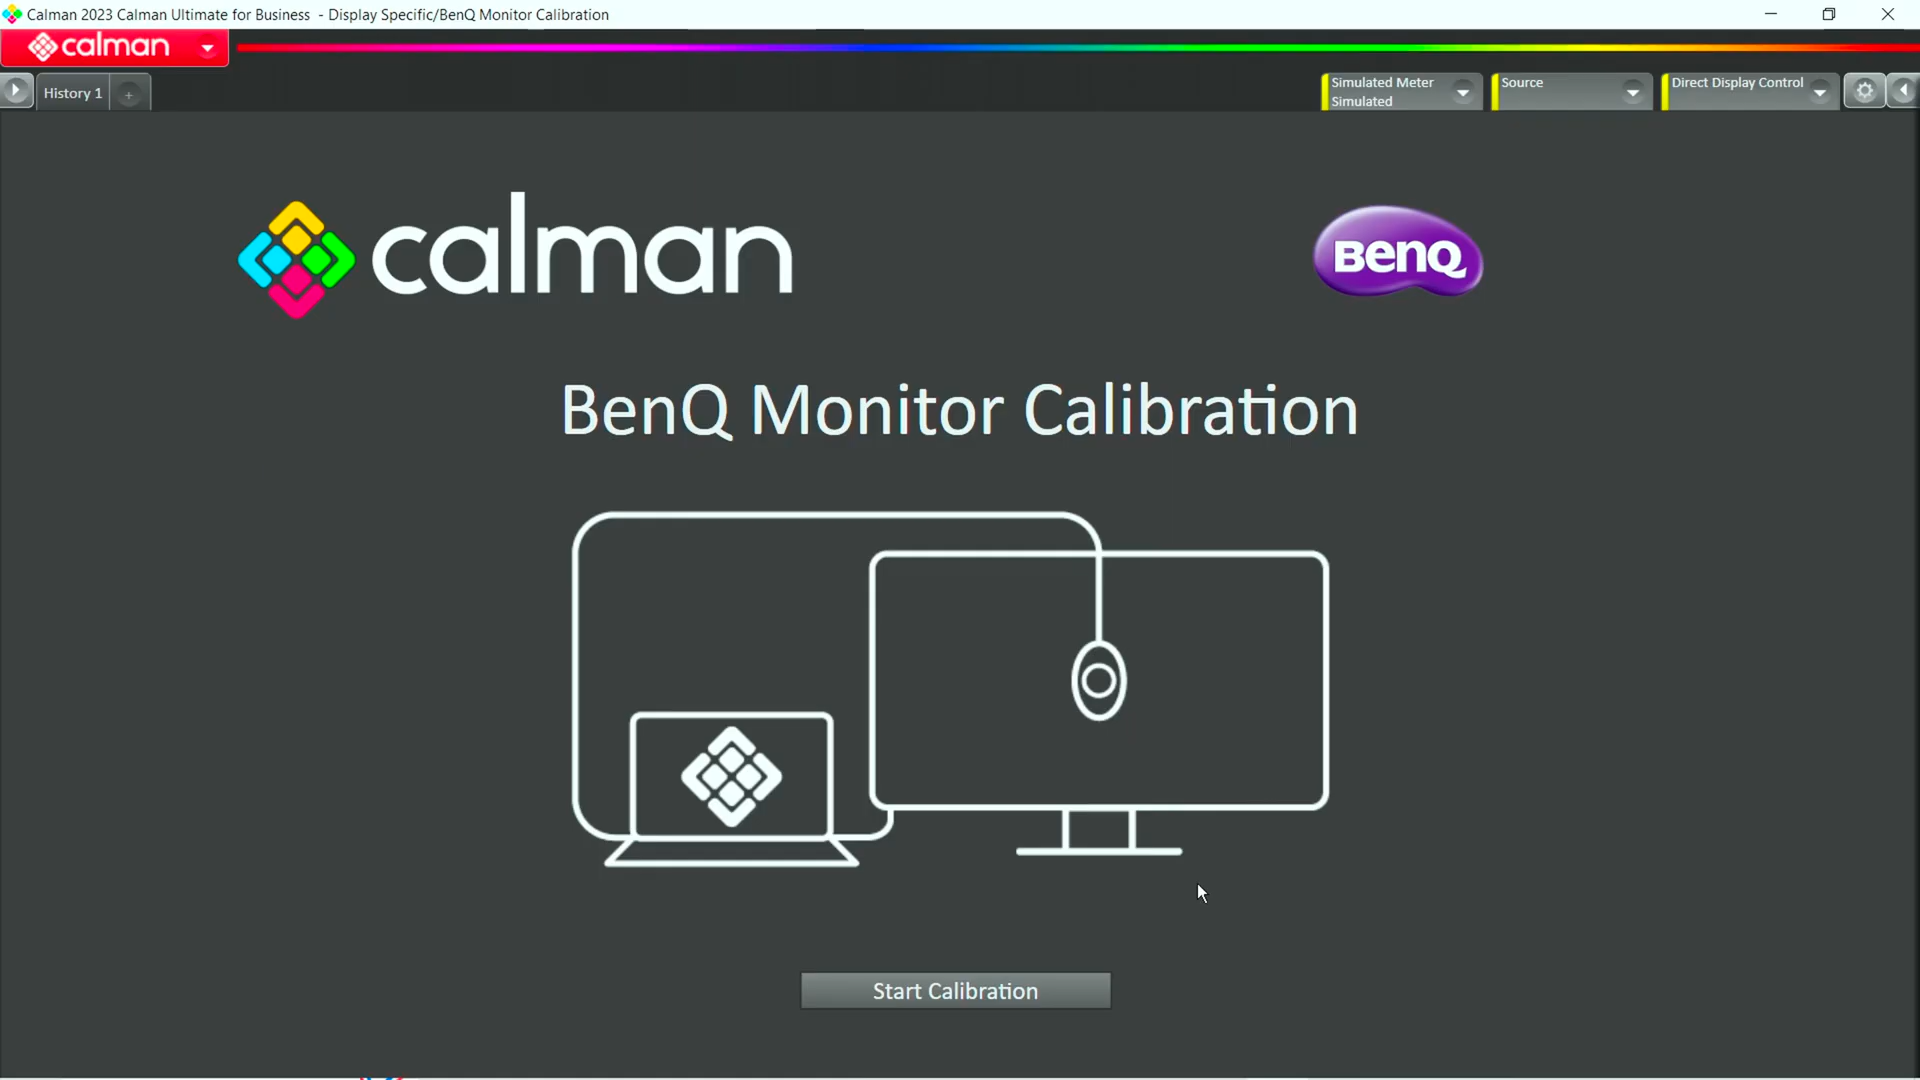 Calman 2023 Calman Ultimate for Business - Display Specific/BenQ Monitor Calibration
calman
History 1
+
Simulated Meter
Simulated
Source
Direct Display Control
calman
BenQ
BenQ Monitor Calibration
Start Calibration